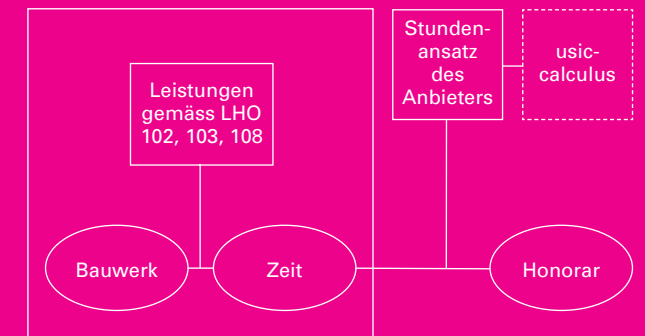 Stunden-
ansatz
des
Anbieters
usic-
calculus
Leistungen
gemäss LHO
102, 103, 108
Bauwerk
Zeit
Honorar